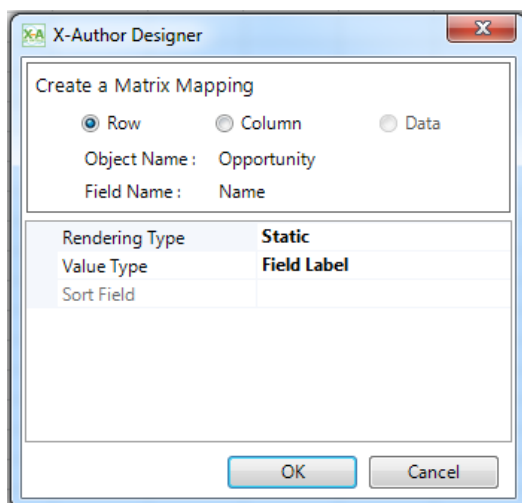 X-A X-Author Designer X
Create a Matrix Mapping
Row Column Data
Object Name : Opportunity
Field Name : Name
Rendering Type Static
Value Type Field Label
Sort Field
OK Cancel